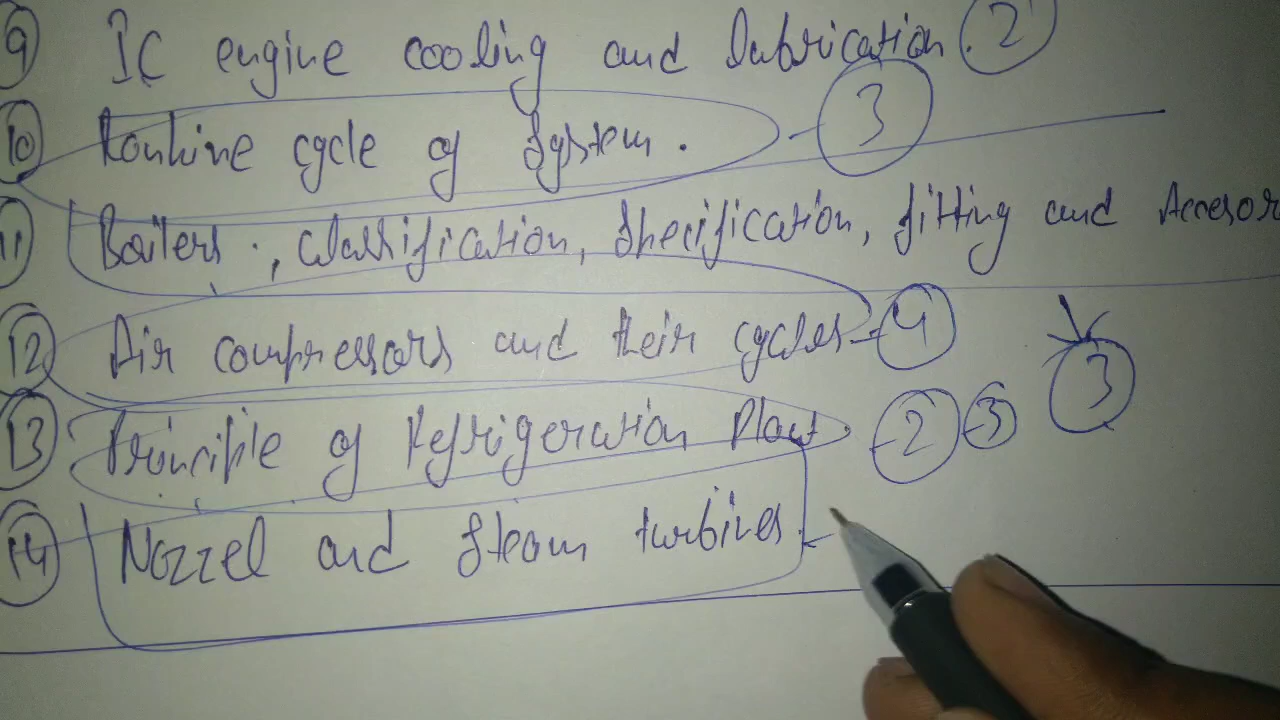 9 IC engine cooling and lubrication. 2
10 Rankine cycle of system. - 3
11 Boilers, classification, specification, fitting and Accesor
12 Air compressors and their cycles - 4
3
13 Principle of Refrigeration Plant - 2 - 3
14 Nozzel and steam turbines. -